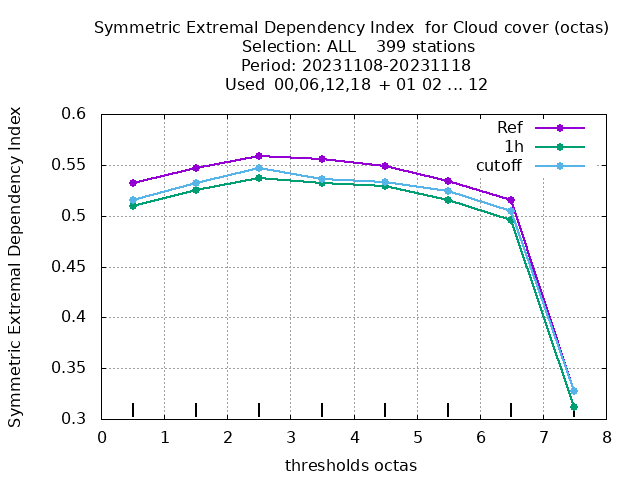 Symmetric Extremal Dependency Index  for Cloud cover (octas)
Selection: ALL    399 stations
Period: 20231108-20231118
Used  00,06,12,18  + 01 02 ... 12
Symmetric Extremal Dependency Index
0.6
0.55
0.5
0.45
0.4
0.35
0.3
Ref
1h
cutoff
0 1 2 3 4 5 6 7 8
thresholds octas